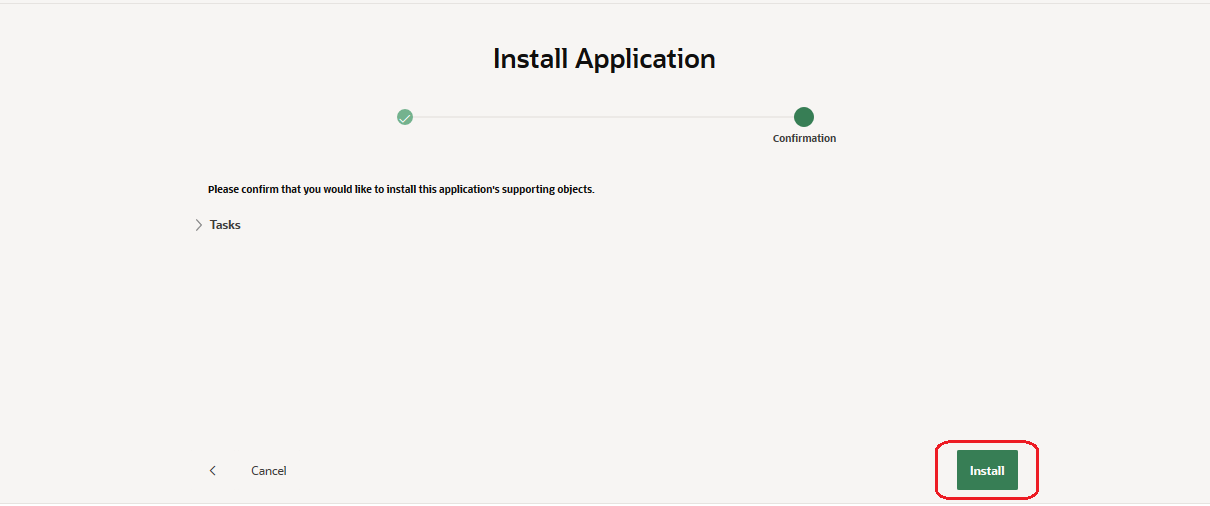 Install Application
Confirmation
Please confirm that you would like to install this application's supporting objects.
Tasks
Cancel
Install